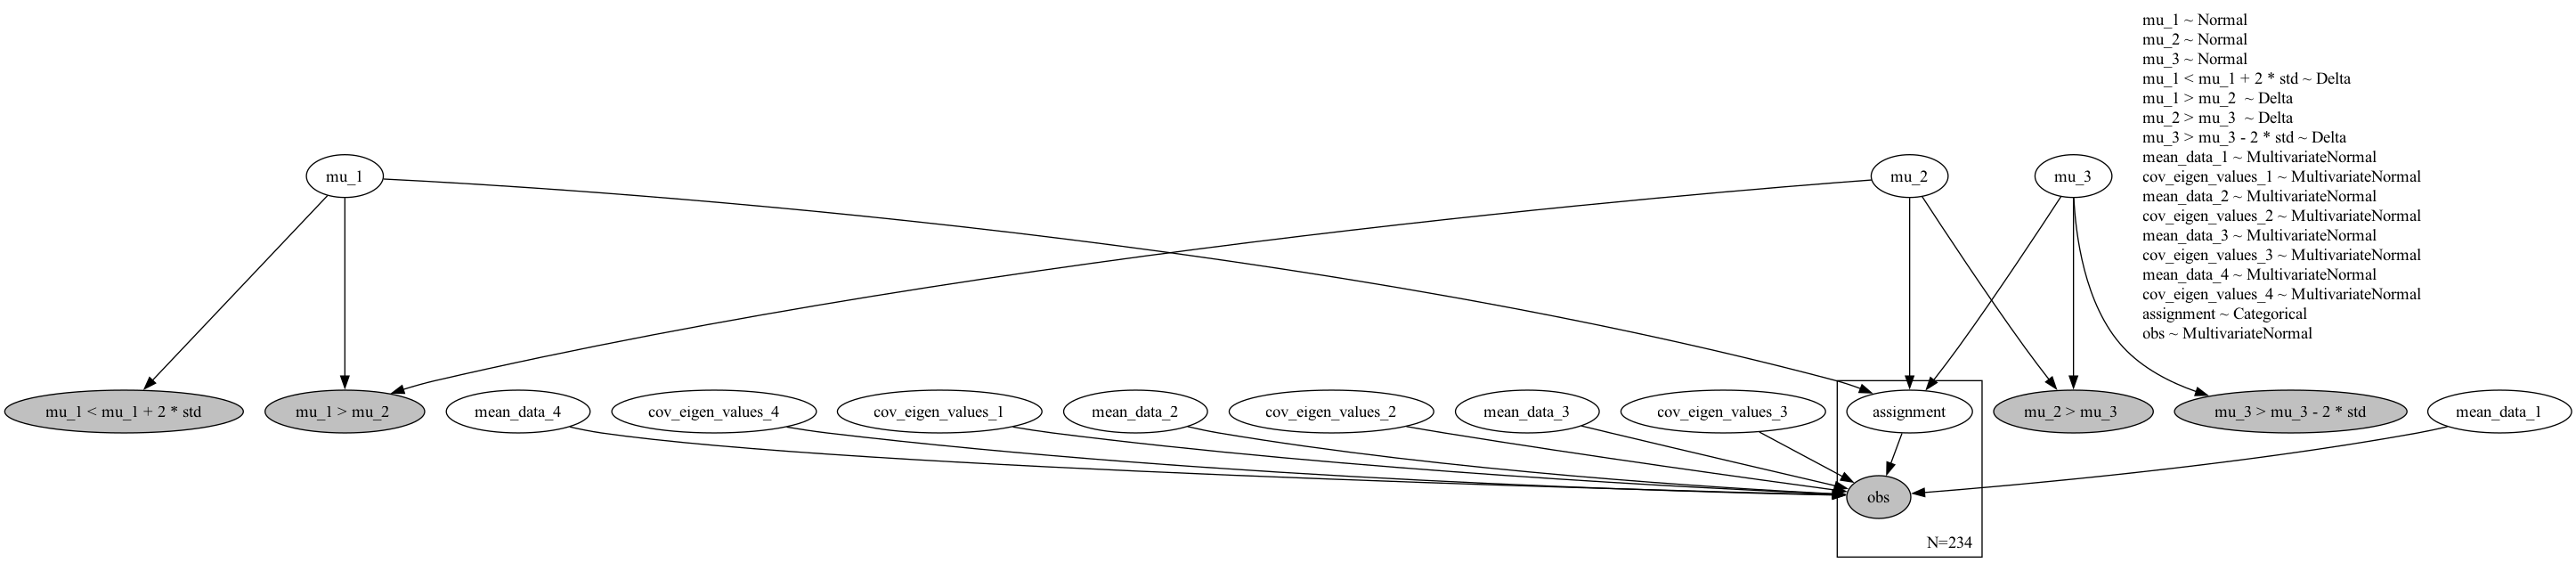 mu_1 ~ Normal
mu_2 ~ Normal
mu_3 ~ Normal
mu_1 < mu_1 + 2 * std ~ Delta
mu_1 > mu_2  ~ Delta
mu_2 > mu_3  ~ Delta
mu_3 > mu_3 - 2 * std ~ Delta
mean_data_1 ~ MultivariateNormal
cov_eigen_values_1 ~ MultivariateNormal
mean_data_2 ~ MultivariateNormal
cov_eigen_values_2 ~ MultivariateNormal
mean_data_3 ~ MultivariateNormal
cov_eigen_values_3 ~ MultivariateNormal
mean_data_4 ~ MultivariateNormal
cov_eigen_values_4 ~ MultivariateNormal
assignment ~ Categorical
obs ~ MultivariateNormal
mu_1
mu_2
mu_3
mu_1 < mu_1 + 2 * std
mu_1 > mu_2
mean_data_4
cov_eigen_values_4
cov_eigen_values_1
mean_data_2
cov_eigen_values_2
mean_data_3
cov_eigen_values_3
assignment
mu_2 > mu_3
mu_3 > mu_3 - 2 * std
mean_data_1
obs
N=234